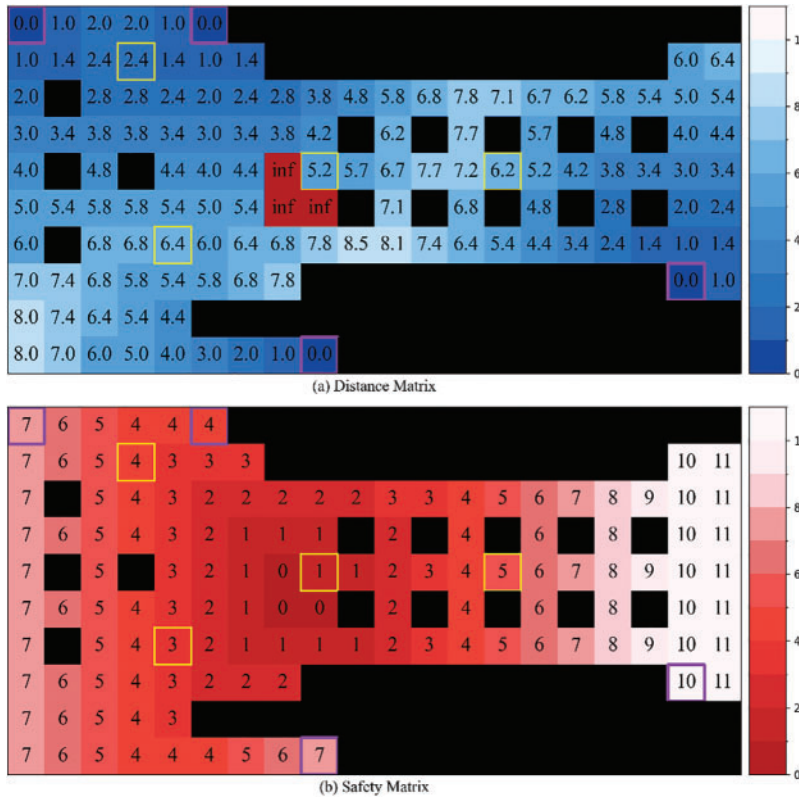 0.0 1.0 2.0 2.0 1.0 0.0
1.0 1.4 2.4 2.4 1.4 1.0 1.4 6.0 6.4
2.0 2.8 2.8 2.4 2.0 2.4 2.8 3.8 4.8 5.8 6.8 7.8 7.1 6.7 6.2 5.8 5.4 5.0 5.4
3.0 3.4 3.8 3.8 3.4 3.0 3.4 3.8 4.2 6.2 7.7 5.7 4.8 4.0 4.4
4.0 4.8 4.4 4.0 4.4 inf 5.2 5.7 6.7 7.7 7.2 6.2 5.2 4.2 3.8 3.4 3.0 3.4
5.0 5.4 5.8 5.8 5.4 5.0 5.4 inf inf 7.1 6.8 4.8 2.8 2.0 2.4
6.0 6.8 6.8 6.4 6.0 6.4 6.8 7.8 8.5 8.1 7.4 6.4 5.4 4.4 3.4 2.4 1.4 1.0 1.4
7.0 7.4 6.8 5.8 5.4 5.8 6.8 7.8 0.0 1.0
8.0 7.4 6.4 5.4 4.4
8.0 7.0 6.0 5.0 4.0 3.0 2.0 1.0 0.0
(a) Distance Matrix
7 6 5 4 4 4
7 6 5 4 3 3 3 10 11
7 5 4 3 2 2 2 2 2 3 3 4 5 6 7 8 9 10 11
7 6 5 4 3 2 1 1 1 2 4 6 8 10 11
7 5 3 2 1 0 1 1 2 3 4 5 6 7 8 9 10 11
7 6 5 4 3 2 1 0 0 2 4 6 8 10 11
7 5 4 3 2 1 1 1 1 2 3 4 5 6 7 8 9 10 11
7 6 5 4 3 2 2 2 10 11
7 6 5 4 3
7 6 5 4 4 4 5 6 7
(b) Safety Matrix